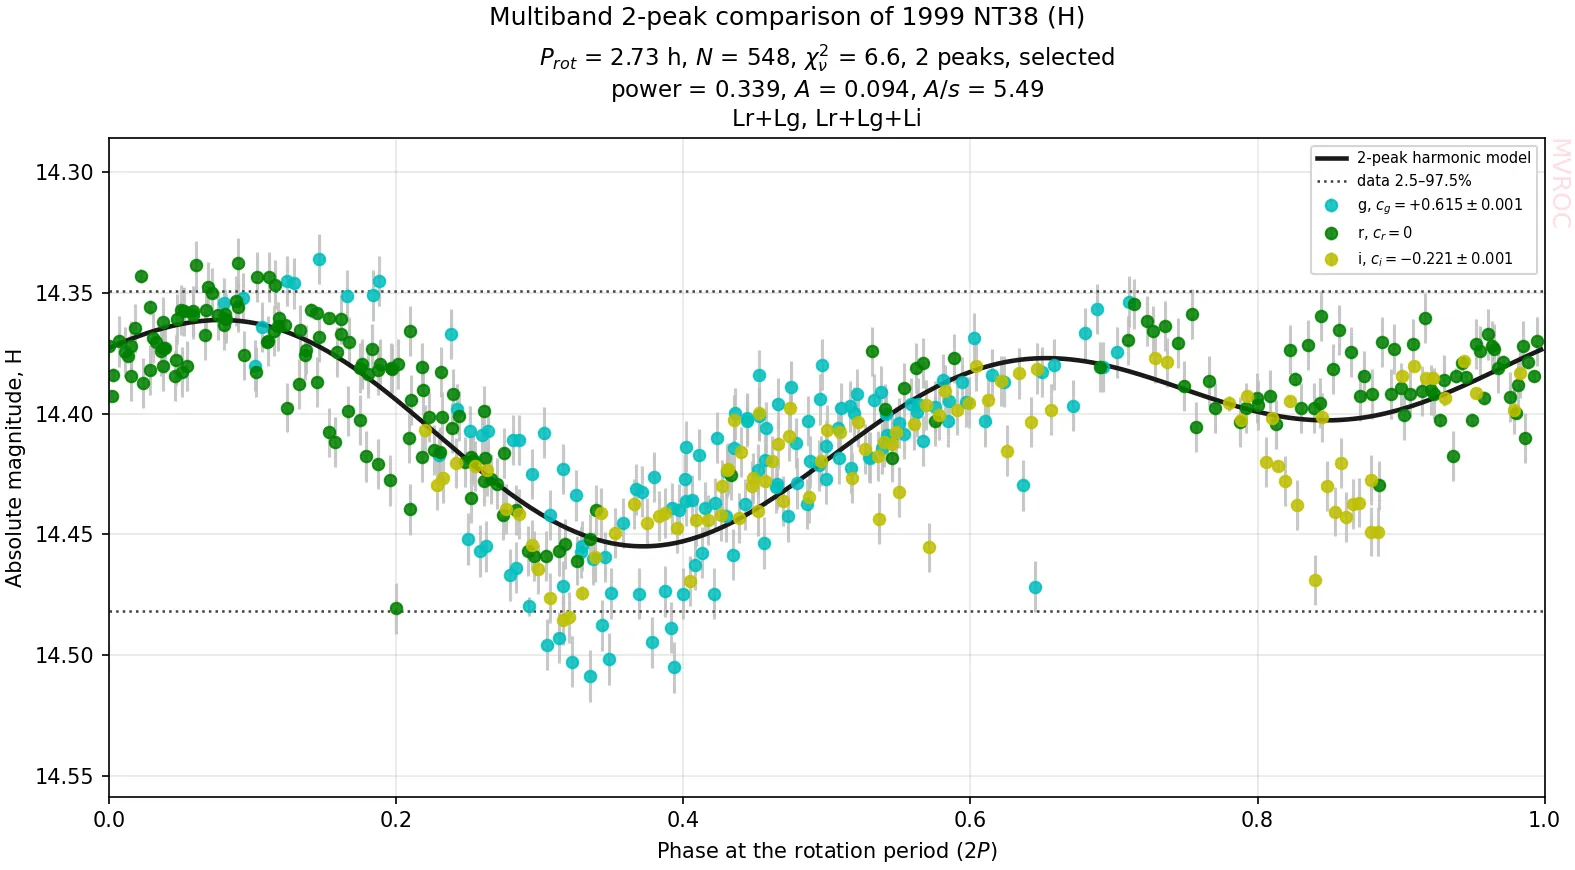 Multiband 2-peak comparison of 1999 NT38 (H)
P_rot = 2.73 h, N = 548, χ²_ν = 6.6, 2 peaks, selected
power = 0.339, A = 0.094, A/s = 5.49
Lr+Lg, Lr+Lg+Li
MVROC
2-peak harmonic model
data 2.5–97.5%
g, c_g = +0.615 ± 0.001
r, c_r = 0
i, c_i = −0.221 ± 0.001
Absolute magnitude, H
14.30
14.35
14.40
14.45
14.50
14.55
0.0 0.2 0.4 0.6 0.8 1.0
Phase at the rotation period (2P)